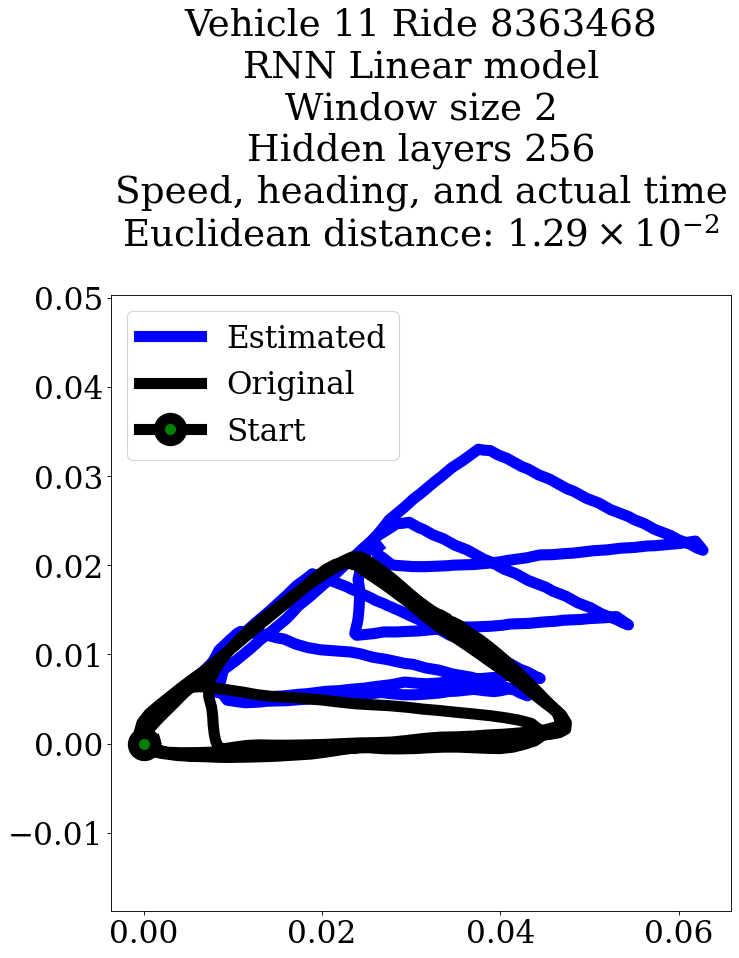 Vehicle 11 Ride 8363468
RNN Linear model
Window size 2
Hidden layers 256
Speed, heading, and actual time
Euclidean distance: 1.29 × 10⁻²
0.05
Estimated
0.04
Original
Start
0.03
0.02
0.01
0.00
−0.01
0.00 0.02 0.04 0.06